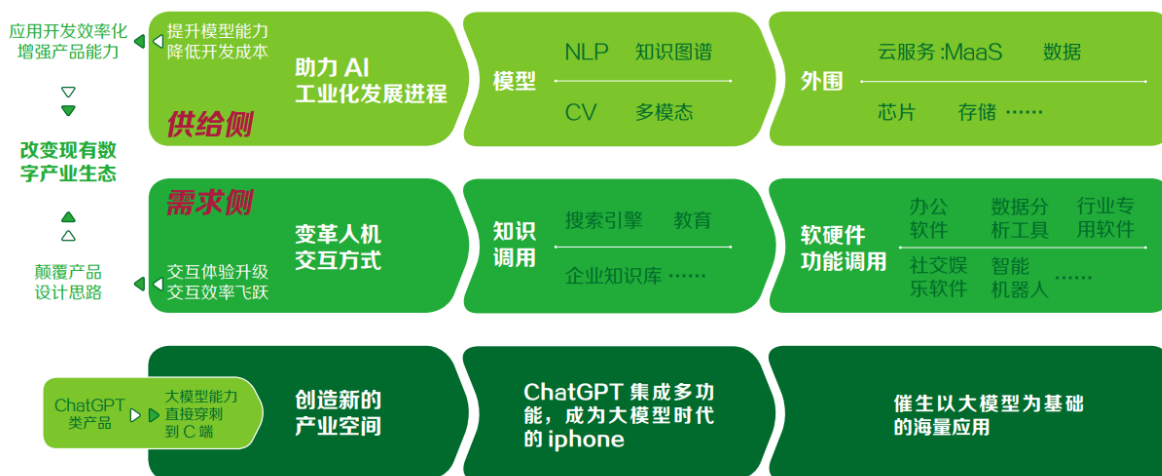 应用开发效率化
增强产品能力
提升模型能力
降低开发成本
助力 AI
工业化发展进程
供给侧
模型
NLP 知识图谱
CV 多模态
外围
云服务:MaaS 数据
芯片 存储 ……
改变现有数
字产业生态
颠覆产品
设计思路
需求侧
交互体验升级
交互效率飞跃
变革人机
交互方式
知识
调用
搜索引擎 教育
企业知识库 ……
软硬件
功能调用
办公
软件
数据分
析工具
行业专
用软件
社交娱
乐软件
智能
机器人
……
ChatGPT
类产品
大模型能力
直接穿刺
到 C 端
创造新的
产业空间
ChatGPT 集成多功
能，成为大模型时代
的 iphone
催生以大模型为基础
的海量应用